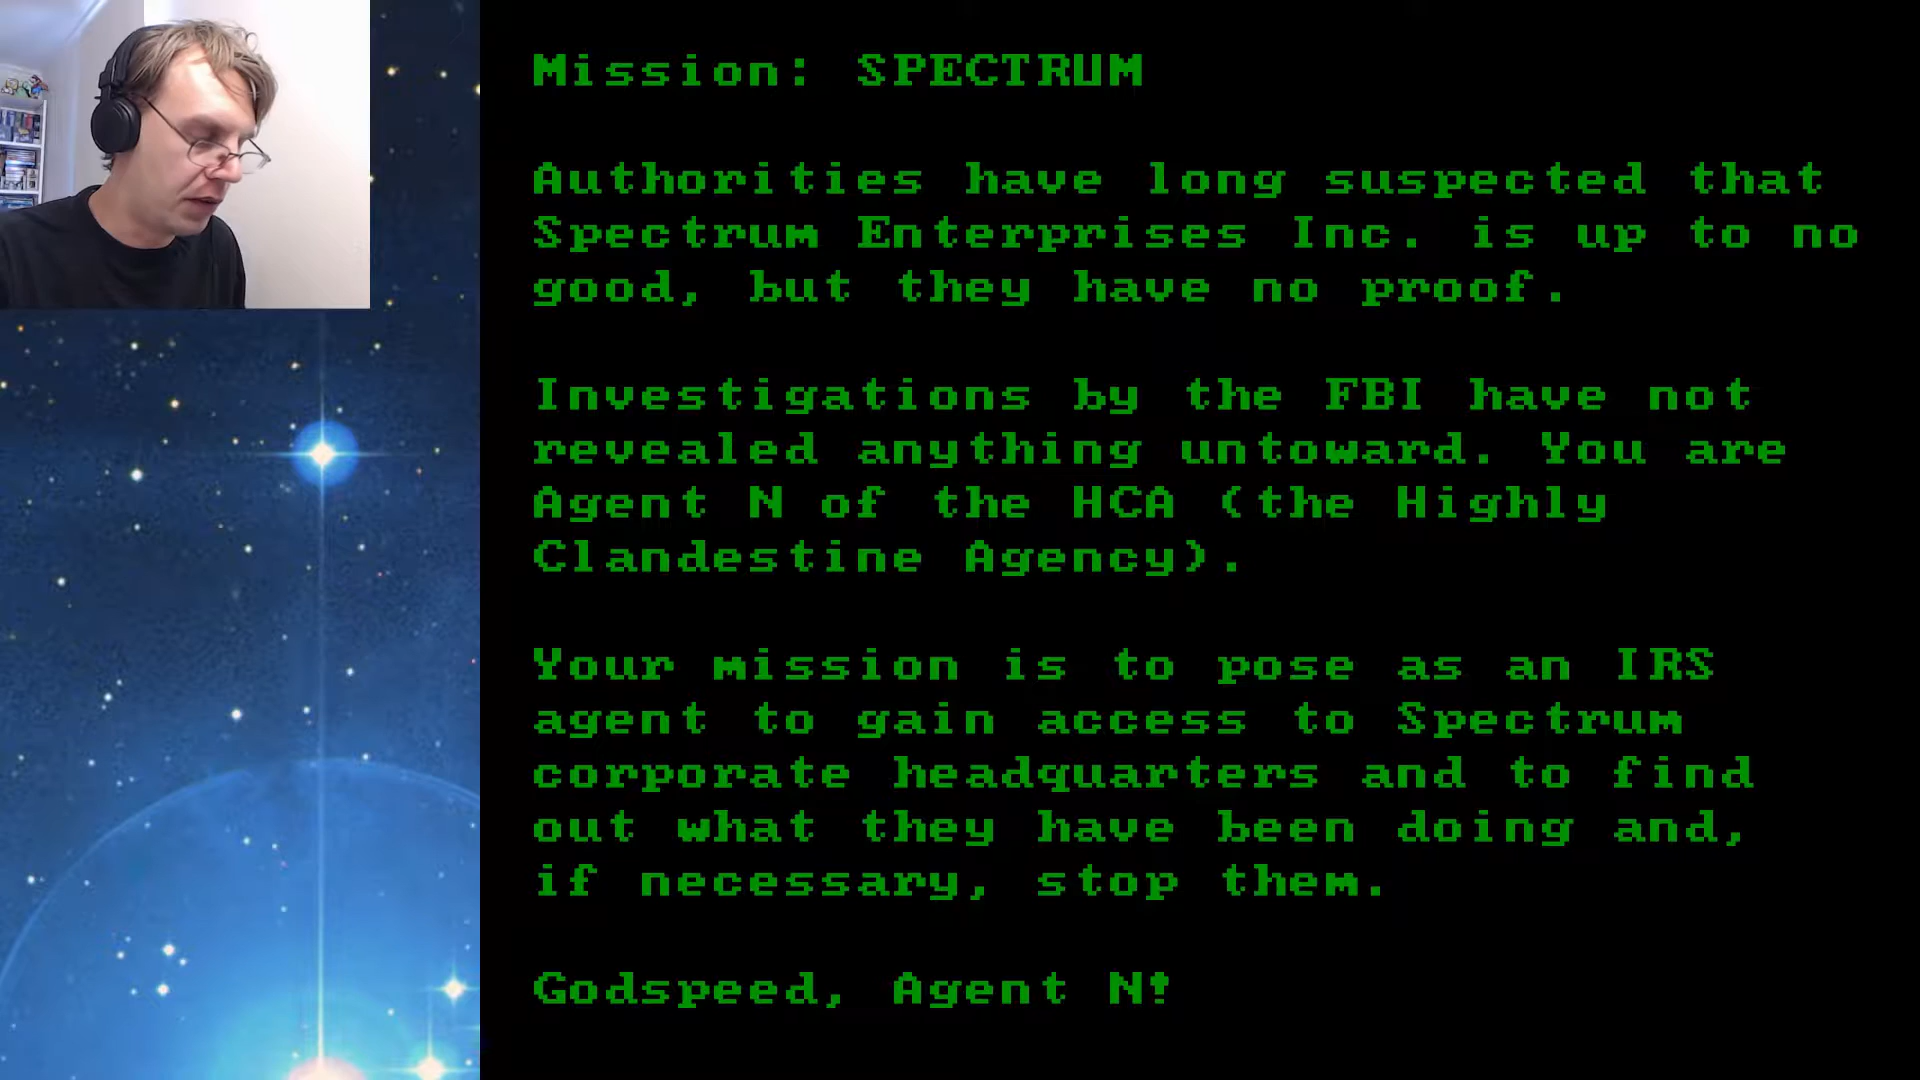 Mission: SPECTRUM
Authorities have long suspected that
Spectrum Enterprises Inc. is up to no
good, but they have no proof.
Investigations by the FBI have not
revealed anything untoward. You are
Agent N of the HCA (the Highly
Clandestine Agency).
Your mission is to pose as an IRS
agent to gain access to Spectrum
corporate headquarters and to find
out what they have been doing and,
if necessary, stop them.
Godspeed, Agent N!